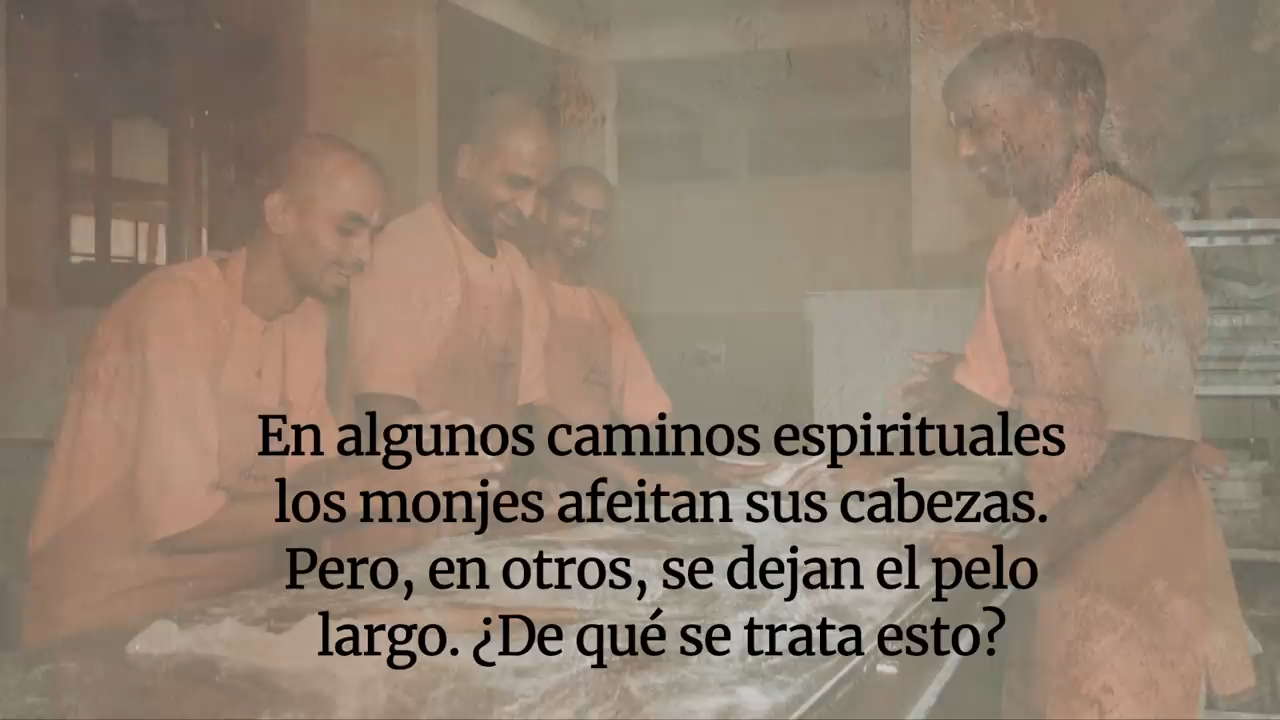 En algunos caminos espirituales
los monjes afeitan sus cabezas.
Pero, en otros, se dejan el pelo
largo. ¿De qué se trata esto?